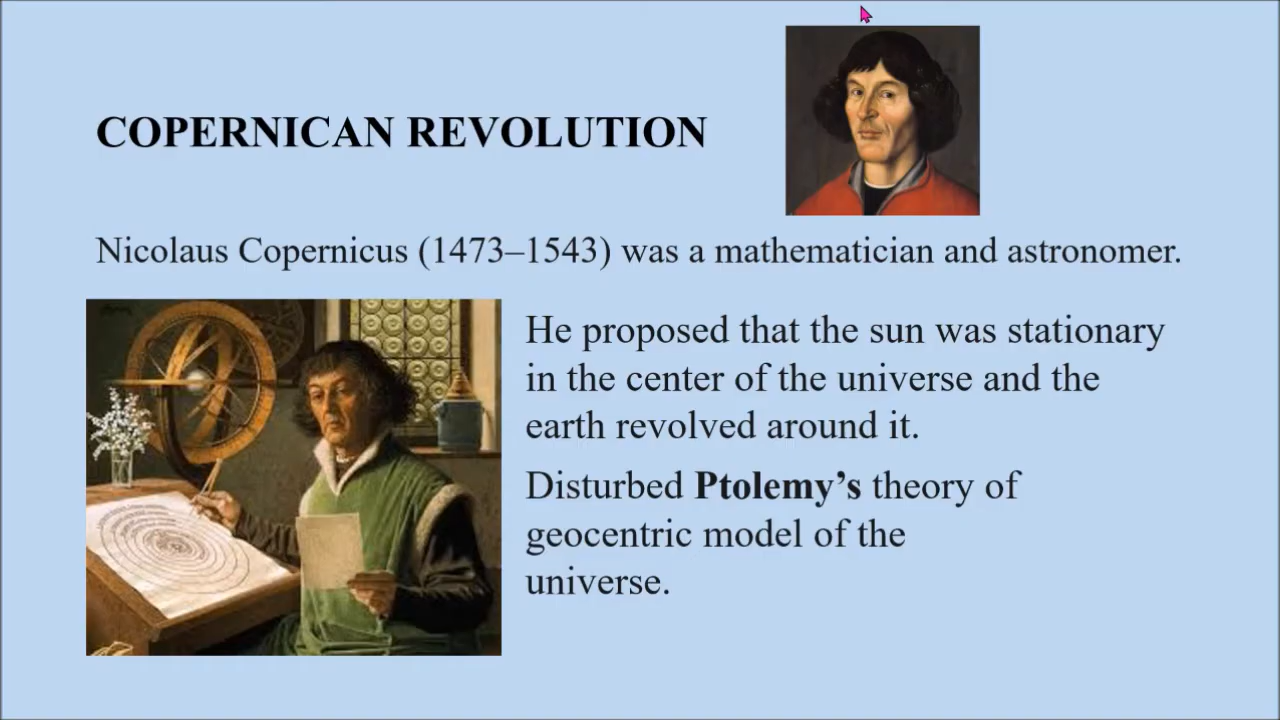 COPERNICAN REVOLUTION
Nicolaus Copernicus (1473–1543) was a mathematician and astronomer.
He proposed that the sun was stationary
in the center of the universe and the
earth revolved around it.
Disturbed Ptolemy’s theory of
geocentric model of the
universe.